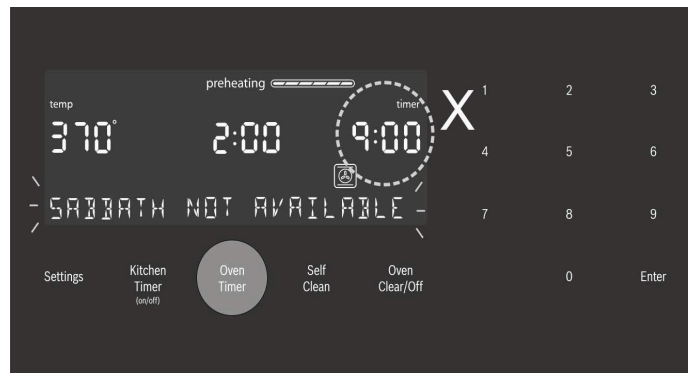 preheating
temp timer
370° 2:00 9:00
X
SABBATH NOT AVAILABLE
1 2 3
4 5 6
7 8 9
0 Enter
Settings
Kitchen
Timer
(on/off)
Oven
Timer
Self
Clean
Oven
Clear/Off